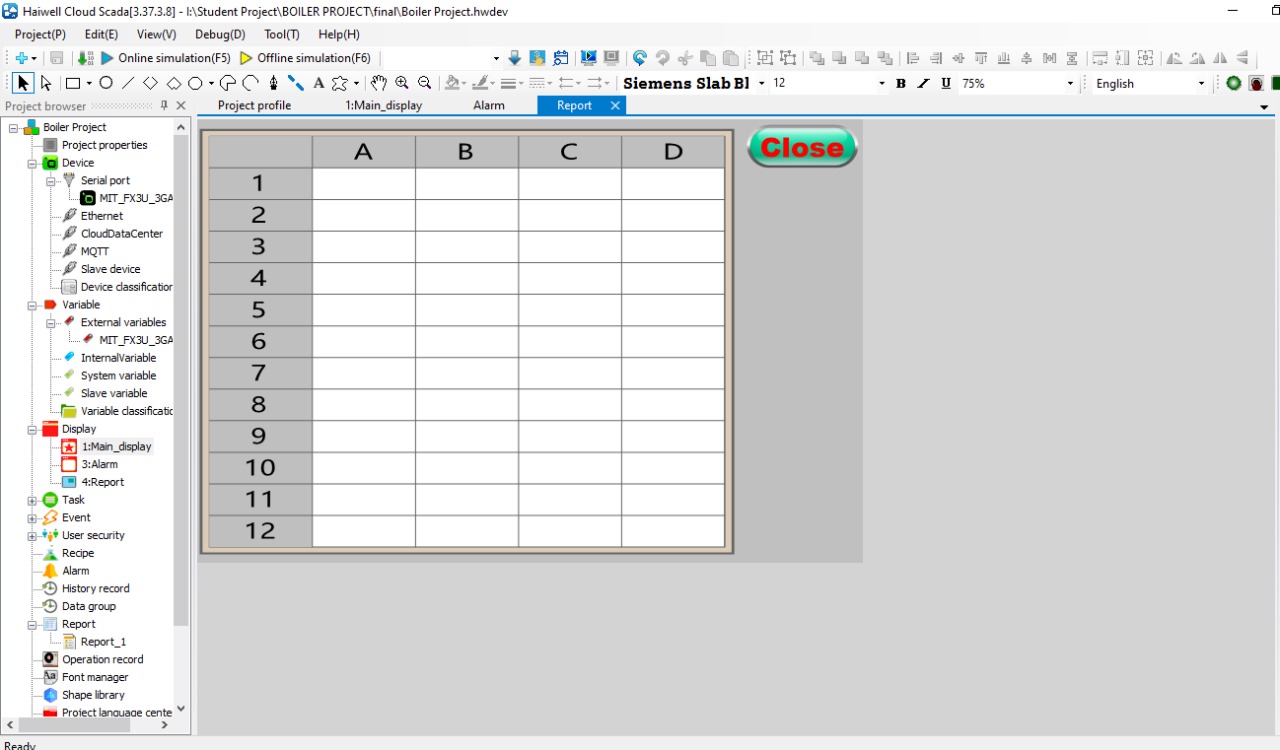 Haiwell Cloud Scada[3.37.3.8] - I:\Student Project\BOILER PROJECT\final\Boiler Project.hwdev
Project(P) Edit(E) View(V) Debug(D) Tool(T) Help(H)
Online simulation(F5) Offline simulation(F6)
A Siemens Slab Bl 12 B I U 75% English
Project browser
Project profile 1:Main_display Alarm Report
Boiler Project
Project properties
Device
Serial port
MIT_FX3U_3GA
Ethernet
CloudDataCenter
MQTT
Slave device
Device classification
Variable
External variables
MIT_FX3U_3GA
InternalVariable
System variable
Slave variable
Variable classificatic
Display
1:Main_display
3:Alarm
4:Report
Task
Event
User security
Recipe
Alarm
History record
Data group
Report
Report_1
Operation record
Font manager
Shape library
Project language cente
A B C D
1
2
3
4
5
6
7
8
9
10
11
12
Close
Ready